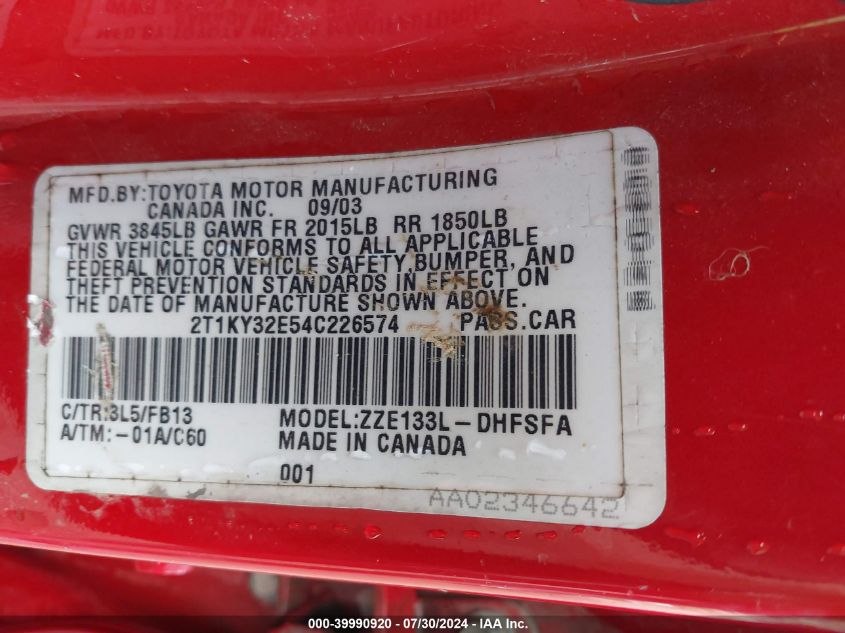 MFD.BY:TOYOTA MOTOR MANUFACTURING
CANADA INC. 09/03
GVWR 3845LB GAWR FR 2015LB RR 1850LB
THIS VEHICLE CONFORMS TO ALL APPLICABLE
FEDERAL MOTOR VEHICLE SAFETY,BUMPER, AND
THEFT PREVENTION STANDARDS IN EFFECT ON
THE DATE OF MANUFACTURE SHOWN ABOVE.
2T1KY32E54C226574 PASS.CAR
C/TR:3L5/FB13 MODEL:ZZE133L-DHFSFA
A/TM:-01A/C60 MADE IN CANADA
001
AA02346642
000-39990920 - 07/30/2024 - IAA Inc.